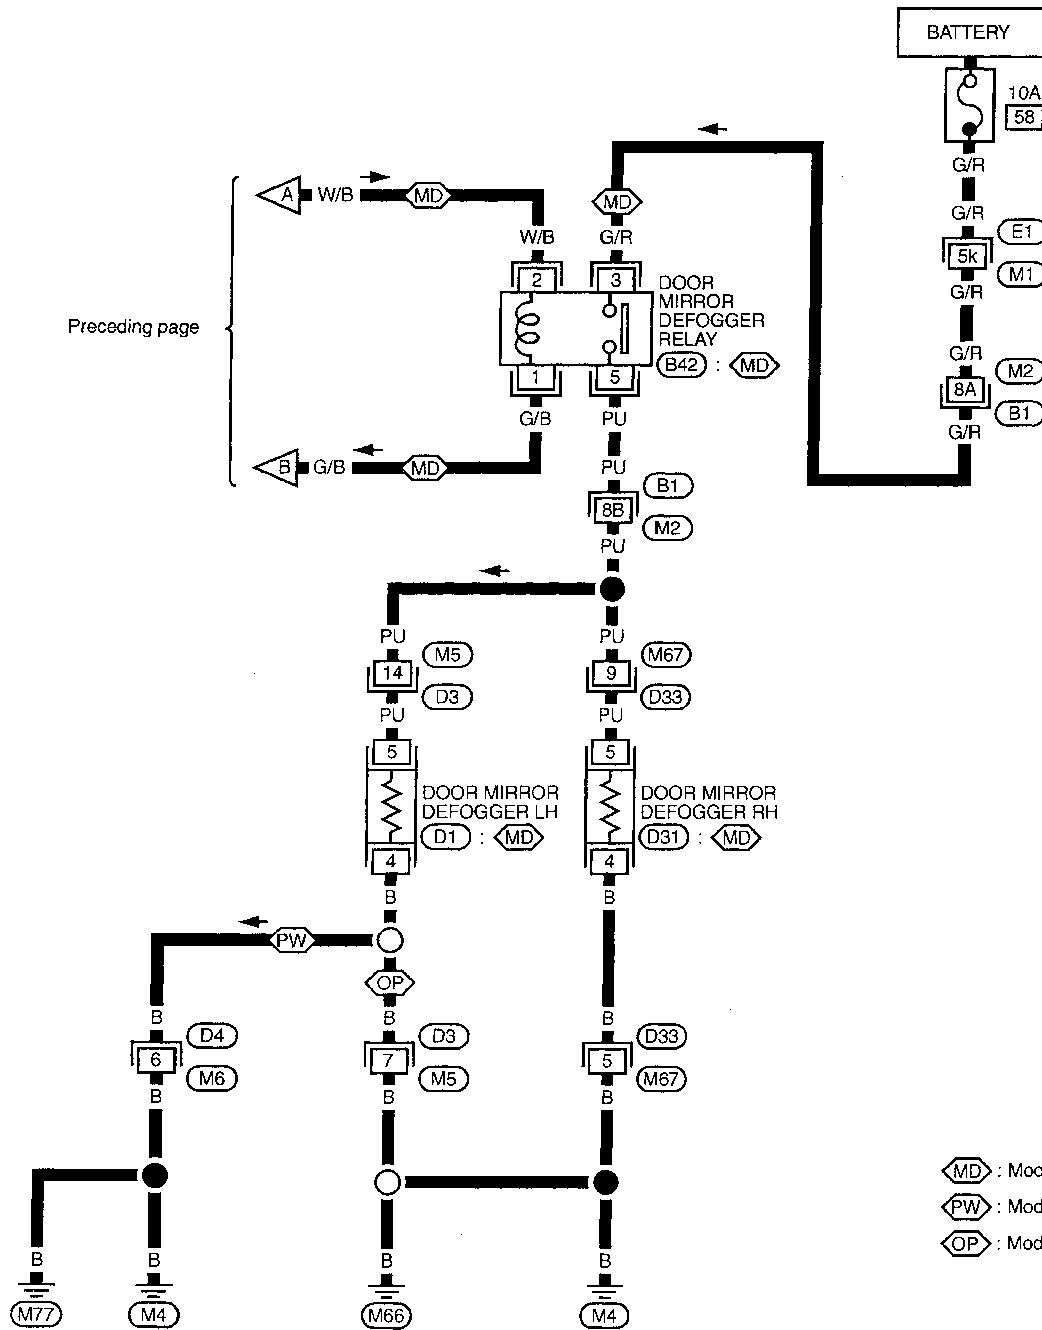 BATTERY
10A
58
G/R
A
W/B
MD
MD
G/R
E1
W/B
G/R
5k
M1
2
3
DOOR
MIRROR
DEFOGGER
RELAY
G/R
Preceding page
B42 : MD
G/R
M2
1
5
8A
B1
G/B
PU
G/R
B
G/B
MD
PU
B1
8B
M2
PU
PU
PU
M5
M67
14
9
D3
D33
PU
PU
5
5
DOOR MIRROR
DEFOGGER LH
D1 : MD
DOOR MIRROR
DEFOGGER RH
D31 : MD
4
4
B
B
PW
OP
B
B
B
D4
D3
D33
6
7
5
M6
M5
M67
B
B
B
MD : Moo
PW : Mod
OP : Mod
B
B
B
B
M77
M4
M66
M4